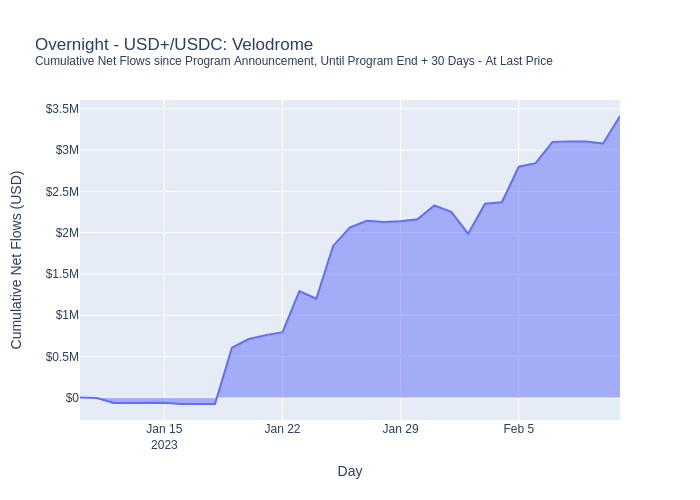 Overnight - USD+/USDC: Velodrome
Cumulative Net Flows since Program Announcement, Until Program End + 30 Days - At Last Price
$3.5M
$3M
$2.5M
$2M
$1.5M
$1M
$0.5M
$0
Cumulative Net Flows (USD)
Jan 15
2023
Jan 22
Jan 29
Feb 5
Day